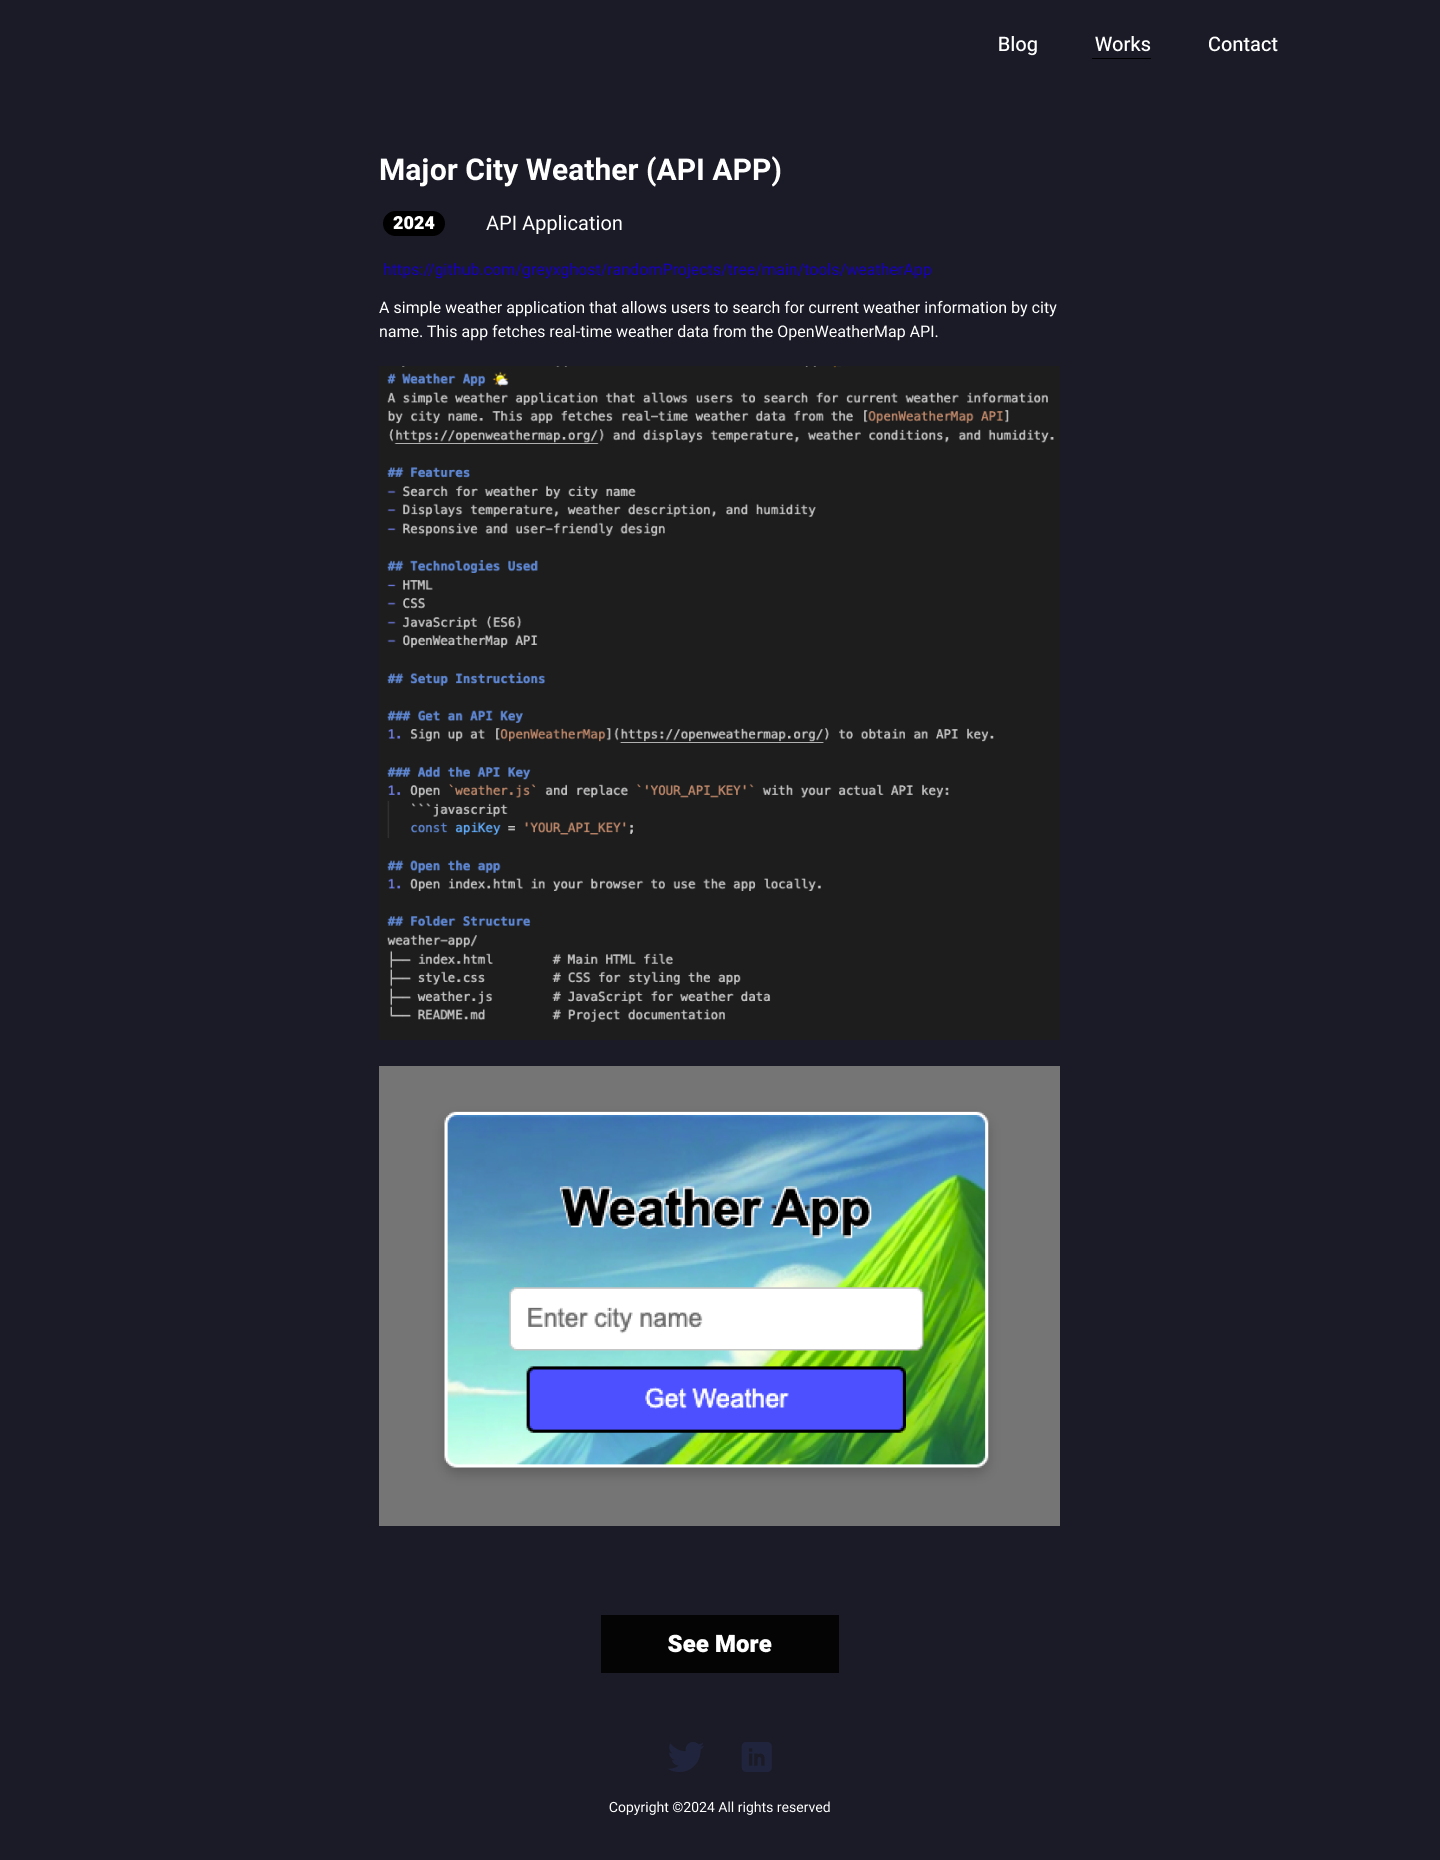 Blog Works Contact
Major City Weather (API APP)
2024 API Application
https://github.com/greyxghost/randomProjects/tree/main/tools/weatherApp
A simple weather application that allows users to search for current weather information by city
name. This app fetches real-time weather data from the OpenWeatherMap API.
# Weather App 🌤️
A simple weather application that allows users to search for current weather information
by city name. This app fetches real-time weather data from the [OpenWeatherMap API]
(https://openweathermap.org/) and displays temperature, weather conditions, and humidity.
## Features
- Search for weather by city name
- Displays temperature, weather description, and humidity
- Responsive and user-friendly design
## Technologies Used
- HTML
- CSS
- JavaScript (ES6)
- OpenWeatherMap API
## Setup Instructions
### Get an API Key
1. Sign up at [OpenWeatherMap](https://openweathermap.org/) to obtain an API key.
### Add the API Key
1. Open `weather.js` and replace `'YOUR_API_KEY'` with your actual API key:
```javascript
const apiKey = 'YOUR_API_KEY';
## Open the app
1. Open index.html in your browser to use the app locally.
## Folder Structure
weather-app/
├── index.html # Main HTML file
├── style.css # CSS for styling the app
├── weather.js # JavaScript for weather data
└── README.md # Project documentation
Weather App
Enter city name
Get Weather
See More
in
Copyright ©2024 All rights reserved